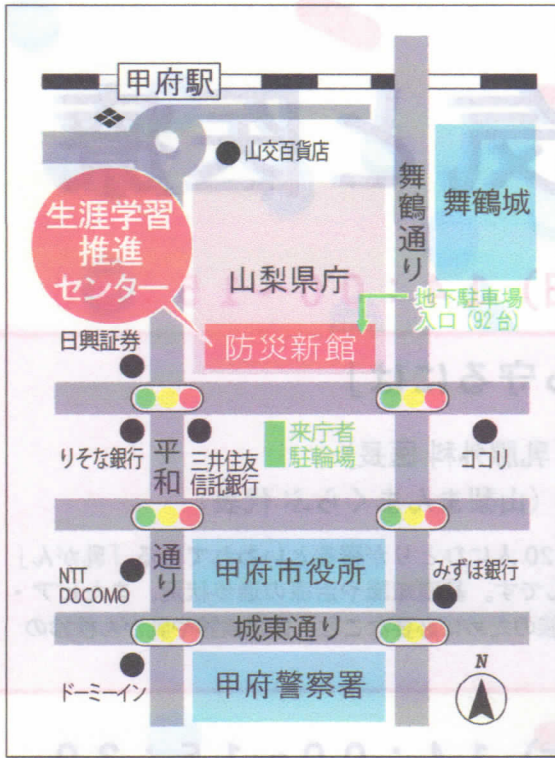 甲府駅
山交百貨店
舞鶴通り
舞鶴城
生涯学習
推進
センター
山梨県庁
地下駐車場
入口(92台)
防災新館
日興証券
りそな銀行
平和通り
三井住友
信託銀行
来庁者
駐輪場
ココリ
NTT
DOCOMO
甲府市役所
みずほ銀行
城東通り
ドーミーイン
甲府警察署
N